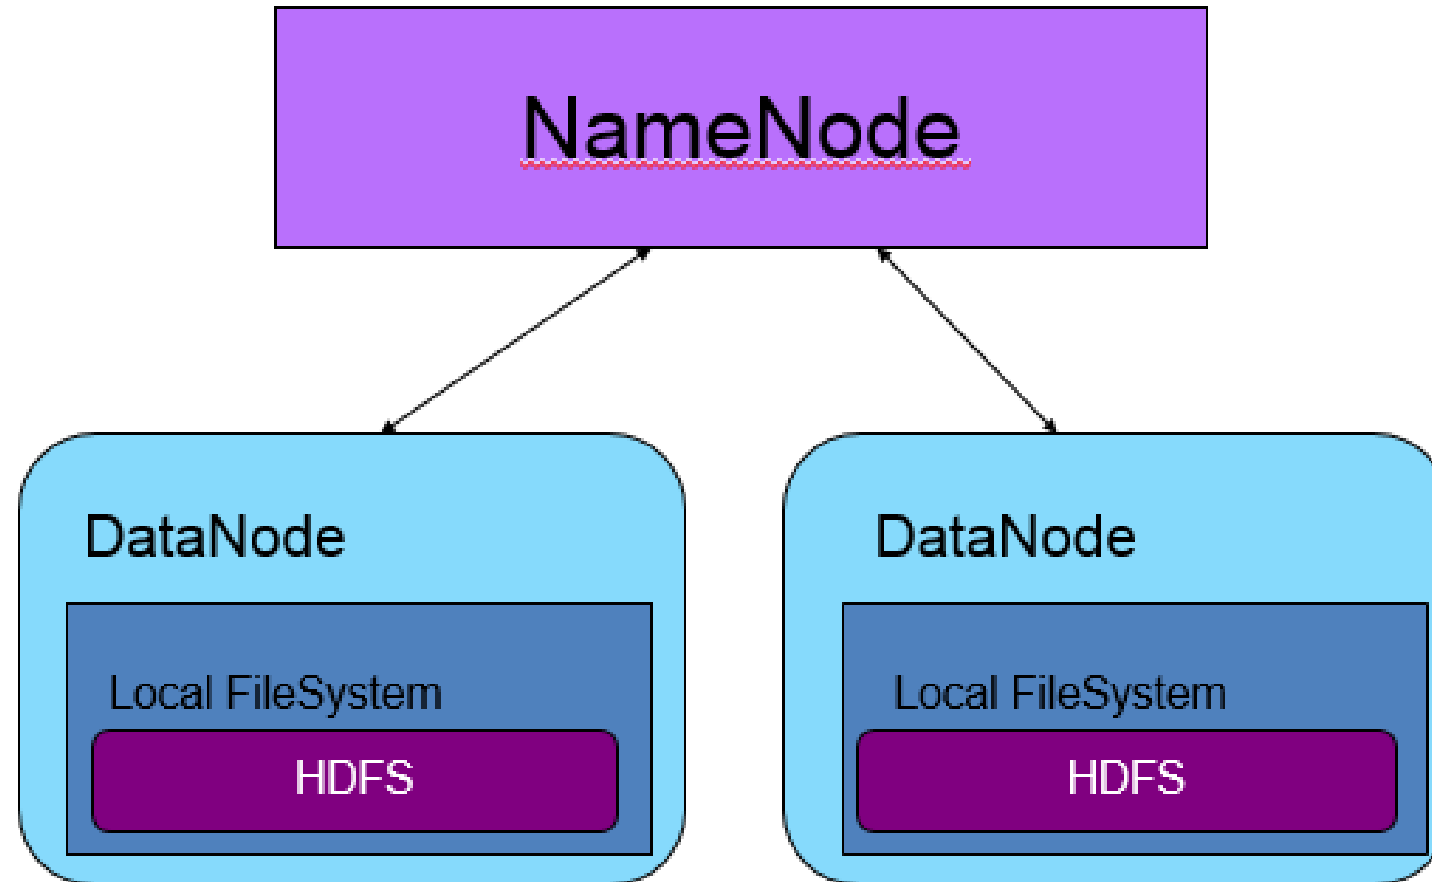 NameNode
DataNode
DataNode
Local FileSystem
Local FileSystem
HDFS
HDFS